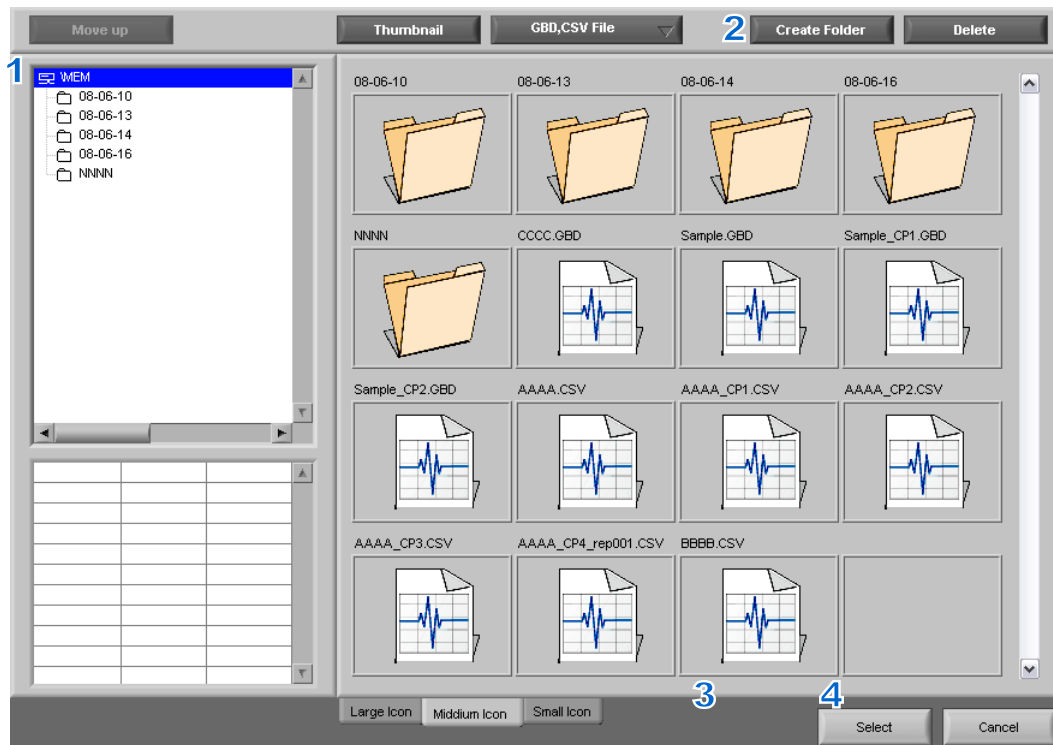 Move up
Thumbnail
GBD,CSV File
2
Create Folder
Delete
1
\MEM
08-06-10
08-06-13
08-06-14
08-06-16
NNNN
08-06-10 08-06-13 08-06-14 08-06-16
NNNN CCCC.GBD Sample.GBD Sample_CP1.GBD
Sample_CP2.GBD AAAA.CSV AAAA_CP1.CSV AAAA_CP2.CSV
AAAA_CP3.CSV AAAA_CP4_rep001.CSV BBBB.CSV
3
4
Large Icon Middium Icon Small Icon
Select
Cancel